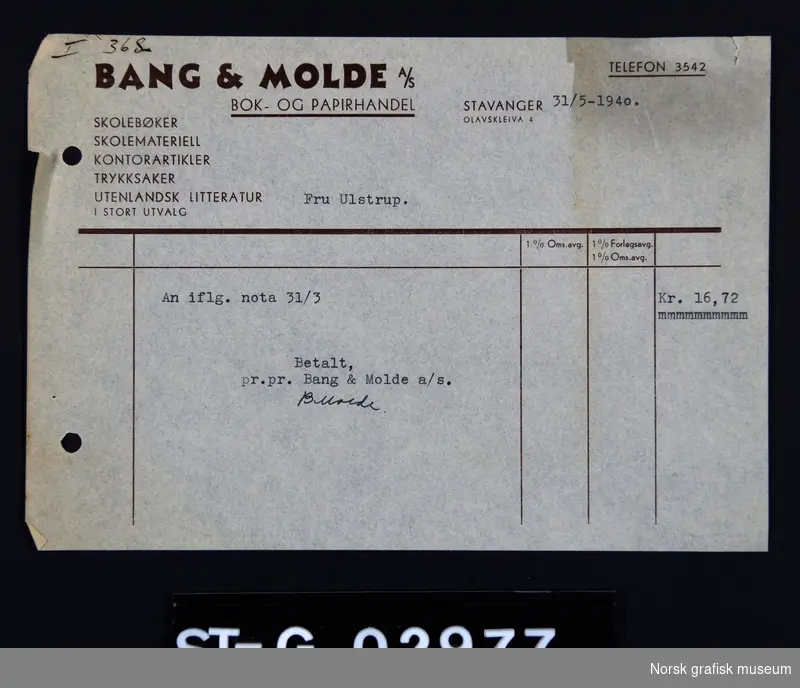 I 368
BANG & MOLDE A/S
TELEFON 3542
BOK- OG PAPIRHANDEL
STAVANGER 31/5-1940.
OLAVSKLEIVA 4
SKOLEBØKER
SKOLEMATERIELL
KONTORARTIKLER
TRYKKSAKER
UTENLANDSK LITTERATUR
I STORT UTVALG
Fru Ulstrup.
1 % Oms.avg.
1 % Forlagsavg.
1 % Oms.avg.
An iflg. nota 31/3
Kr. 16,72
mmmmmmmmmm
Betalt,
pr.pr. Bang & Molde a/s.
B Molde
ST-G 02977
Norsk grafisk museum